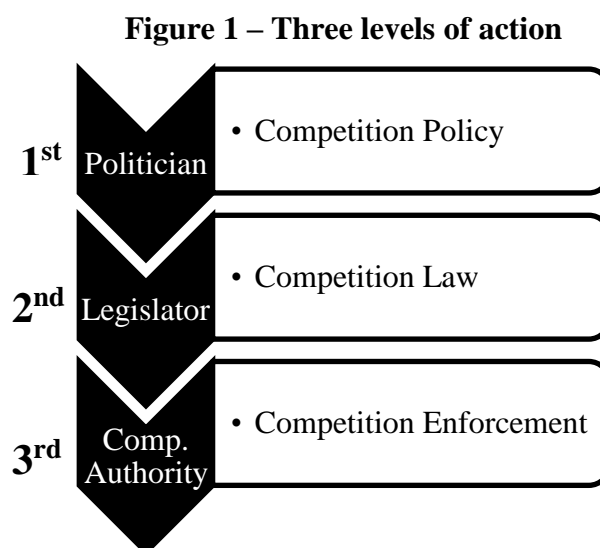 Figure 1 – Three levels of action
1st
Politician
• Competition Policy
2nd
Legislator
• Competition Law
3rd
Comp.
Authority
• Competition Enforcement